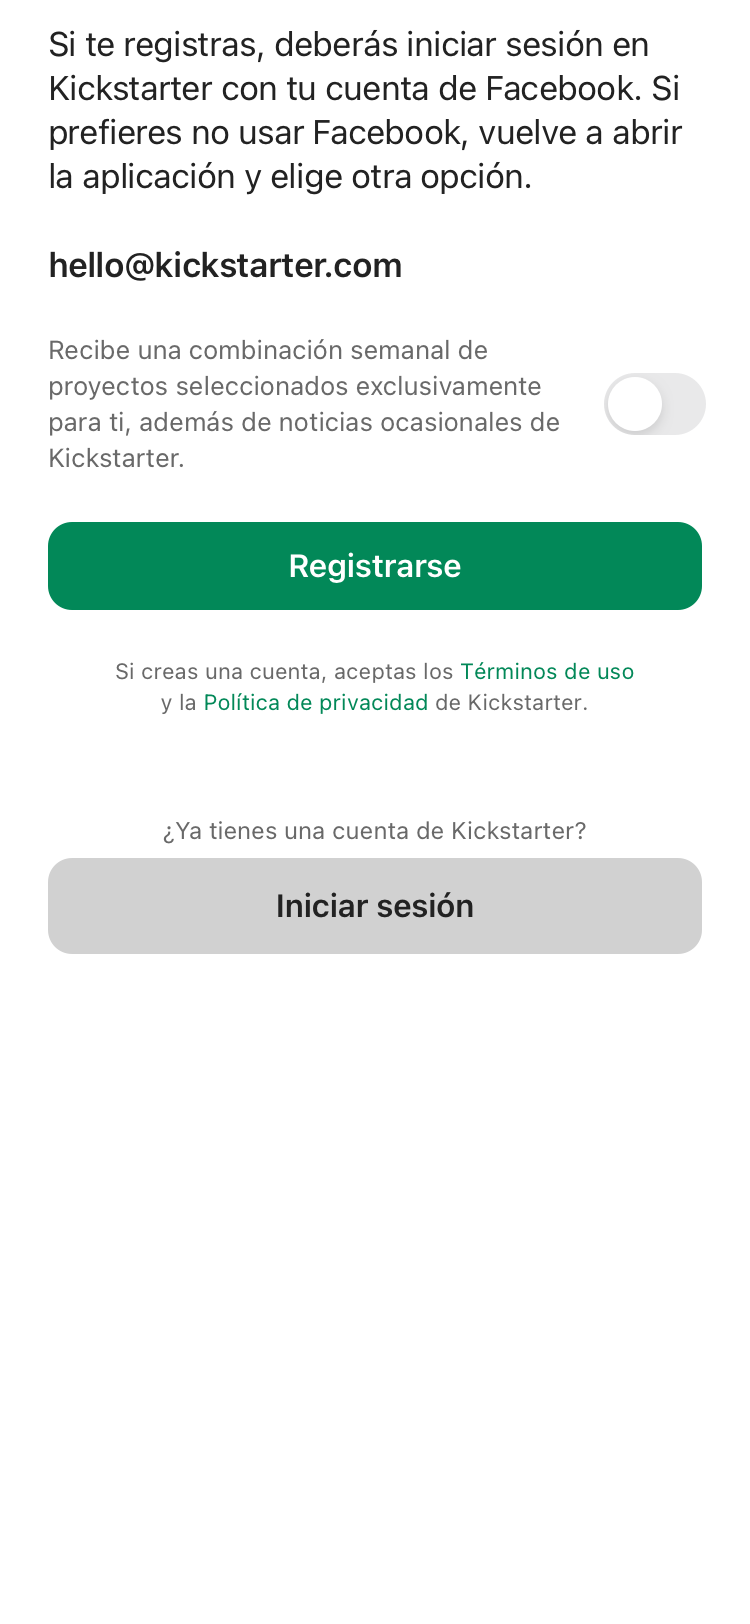 Si te registras, deberás iniciar sesión en
Kickstarter con tu cuenta de Facebook. Si
prefieres no usar Facebook, vuelve a abrir
la aplicación y elige otra opción.
hello@kickstarter.com
Recibe una combinación semanal de
proyectos seleccionados exclusivamente
para ti, además de noticias ocasionales de
Kickstarter.
Registrarse
Si creas una cuenta, aceptas los Términos de uso
y la Política de privacidad de Kickstarter.
¿Ya tienes una cuenta de Kickstarter?
Iniciar sesión